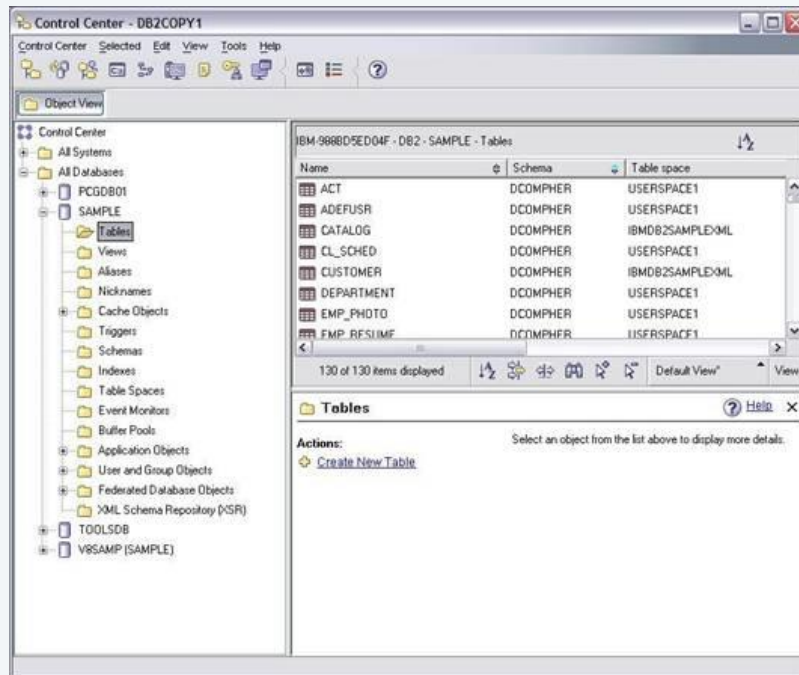 Control Center - DB2COPY1
Control Center Selected Edit View Tools Help
Object View
Control Center
All Systems
All Databases
PCGDB01
SAMPLE
Tables
Views
Aliases
Nicknames
Cache Objects
Triggers
Schemas
Indexes
Table Spaces
Event Monitors
Buffer Pools
Application Objects
User and Group Objects
Federated Database Objects
XML Schema Repository (XSR)
TOOLSDB
V8SAMP (SAMPLE)
IBM-988BD5ED04F - DB2 - SAMPLE - Tables
Name Schema Table space
ACT DCOMPHER USERSPACE1
ADEFUSR DCOMPHER USERSPACE1
CATALOG DCOMPHER IBMDB2SAMPLEXML
CL_SCHED DCOMPHER USERSPACE1
CUSTOMER DCOMPHER IBMDB2SAMPLEXML
DEPARTMENT DCOMPHER USERSPACE1
EMP_PHOTO DCOMPHER USERSPACE1
EMP_RESUME DCOMPHER USERSPACE1
130 of 130 items displayed Default View* View
Tables Help
Actions: Select an object from the list above to display more details.
Create New Table